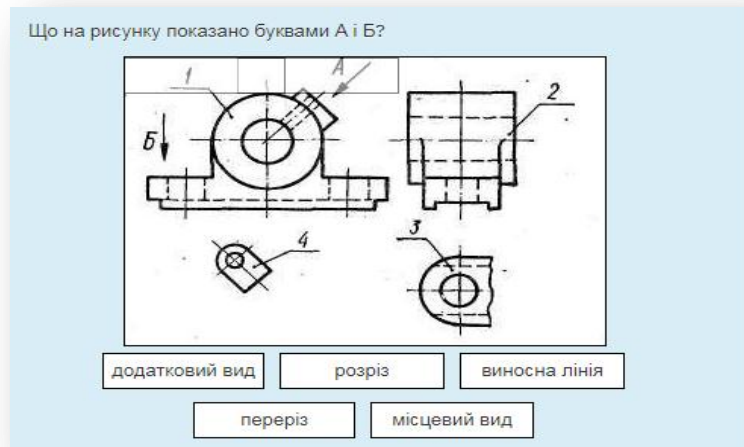 Що на рисунку показано буквами А і Б?
1
А
2
Б
4
3
додатковий вид
розріз
виносна лінія
переріз
місцевий вид